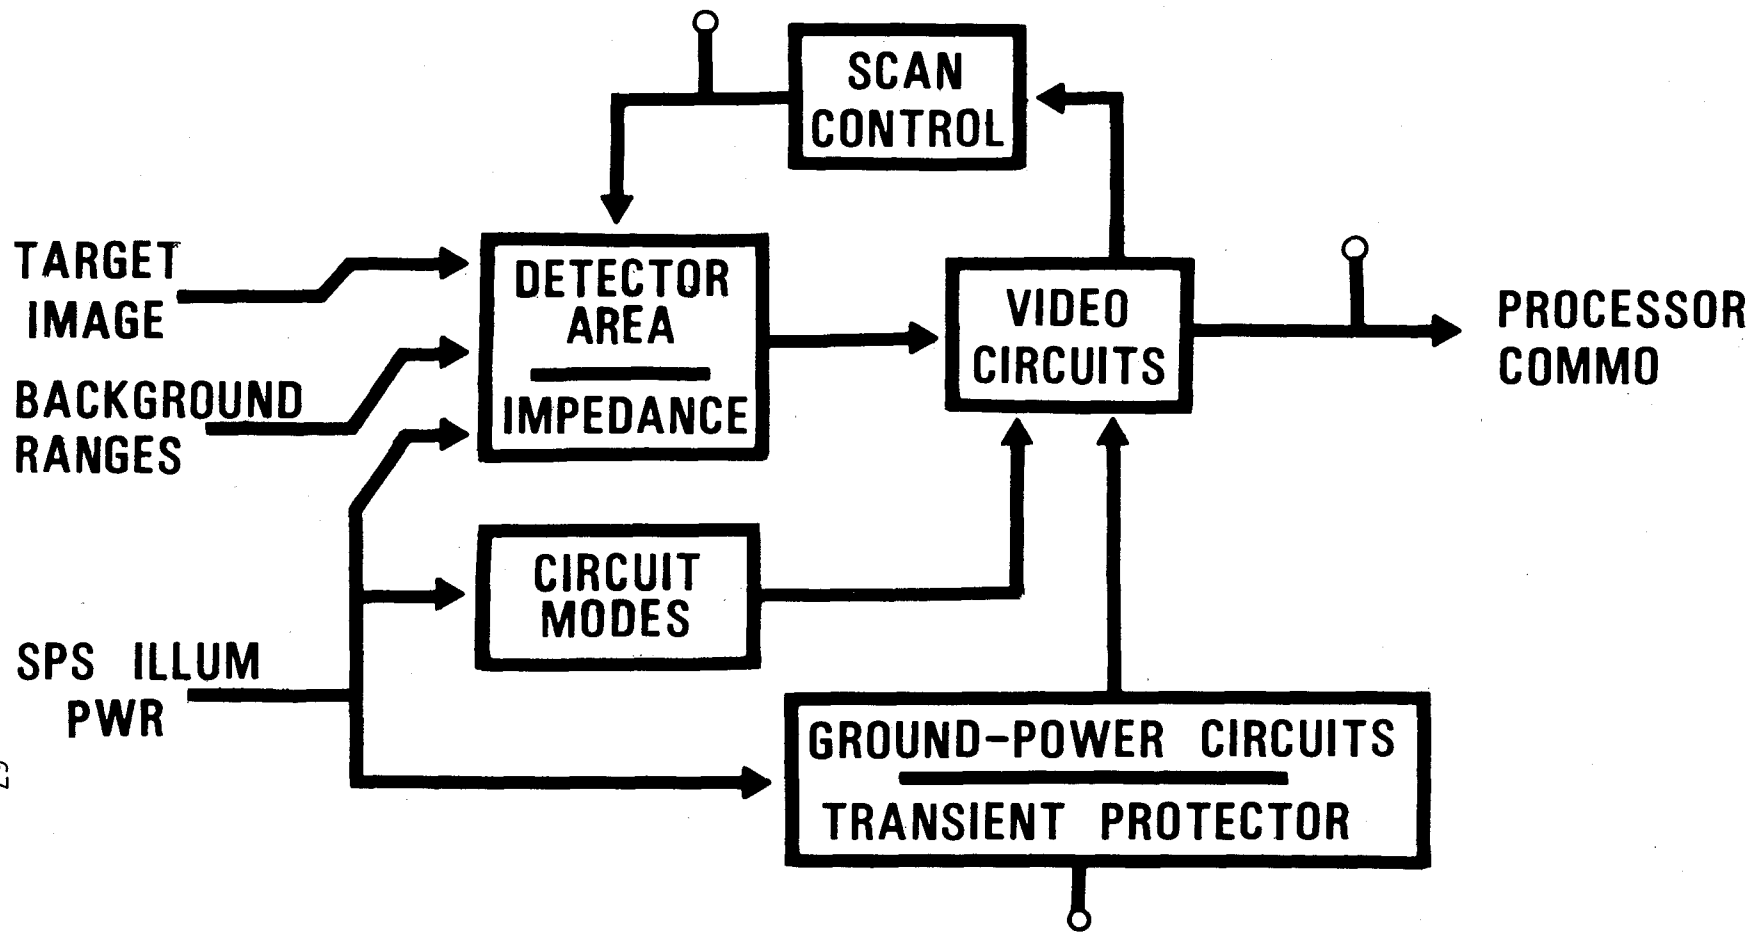 SCAN
CONTROL
TARGET
IMAGE
DETECTOR
AREA
IMPEDANCE
VIDEO
CIRCUITS
PROCESSOR
COMMO
BACKGROUND
RANGES
CIRCUIT
MODES
SPS ILLUM
PWR
GROUND-POWER CIRCUITS
TRANSIENT PROTECTOR